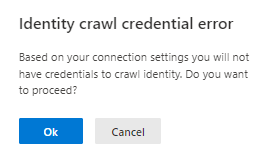 Identity crawl credential error
Based on your connection settings you will not
have credentials to crawl identity. Do you want
to proceed?
Ok
Cancel